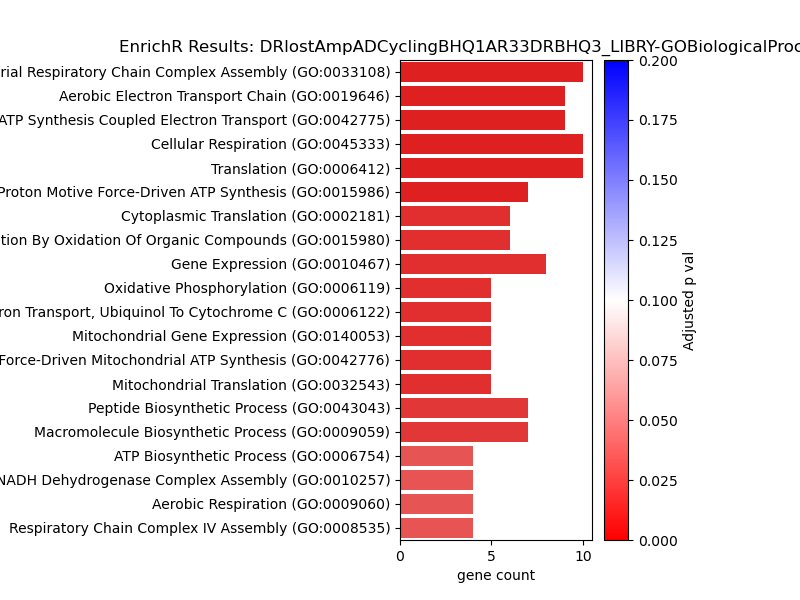 EnrichR Results: DRlostAmpADCyclingBHQ1AR33DRBHQ3_LIBRY-GOBiologicalProc
rial Respiratory Chain Complex Assembly (GO:0033108)
Aerobic Electron Transport Chain (GO:0019646)
ATP Synthesis Coupled Electron Transport (GO:0042775)
Cellular Respiration (GO:0045333)
Translation (GO:0006412)
Proton Motive Force-Driven ATP Synthesis (GO:0015986)
Cytoplasmic Translation (GO:0002181)
tion By Oxidation Of Organic Compounds (GO:0015980)
Gene Expression (GO:0010467)
Oxidative Phosphorylation (GO:0006119)
ron Transport, Ubiquinol To Cytochrome C (GO:0006122)
Mitochondrial Gene Expression (GO:0140053)
Force-Driven Mitochondrial ATP Synthesis (GO:0042776)
Mitochondrial Translation (GO:0032543)
Peptide Biosynthetic Process (GO:0043043)
Macromolecule Biosynthetic Process (GO:0009059)
ATP Biosynthetic Process (GO:0006754)
NADH Dehydrogenase Complex Assembly (GO:0010257)
Aerobic Respiration (GO:0009060)
Respiratory Chain Complex IV Assembly (GO:0008535)
0 5 10
gene count
0.200
0.175
0.150
0.125
0.100
0.075
0.050
0.025
0.000
Adjusted p val